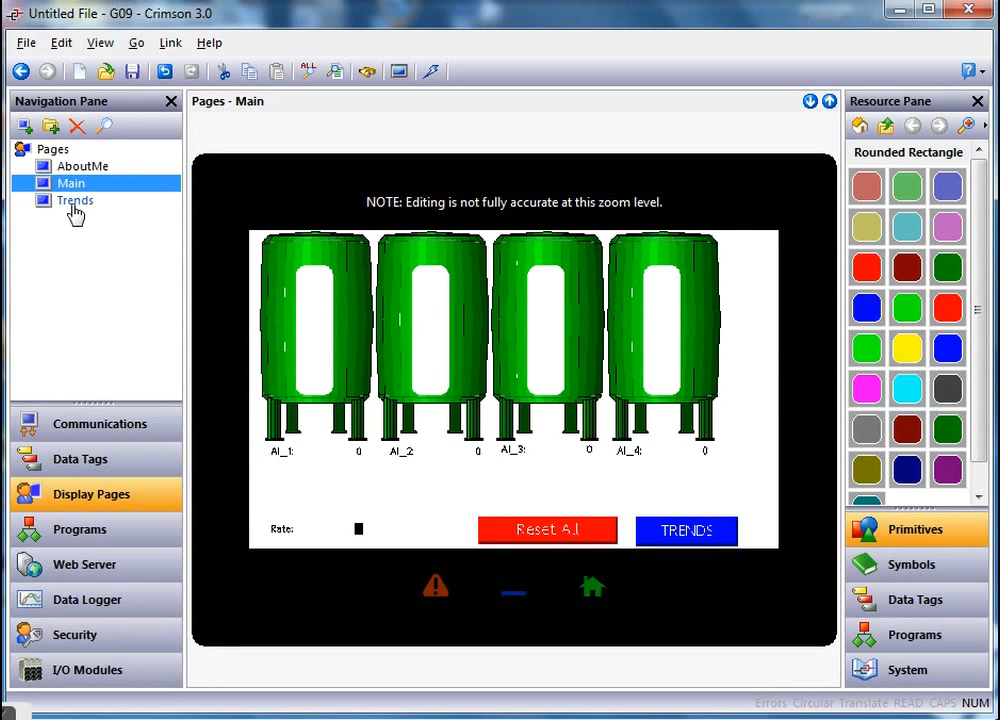 Untitled File - G09 - Crimson 3.0
File Edit View Go Link Help
ALL
Navigation Pane
Pages - Main
Resource Pane
Pages
AboutMe
Main
Trends
Rounded Rectangle
NOTE: Editing is not fully accurate at this zoom level.
AI_1: 0 AI_2: 0 AI_3: 0 AI_4: 0
Rate:
Reset All
TRENDS
Communications
Data Tags
Display Pages
Programs
Web Server
Data Logger
Security
I/O Modules
Primitives
Symbols
Data Tags
Programs
System
Errors Circular Translate READ CAPS NUM